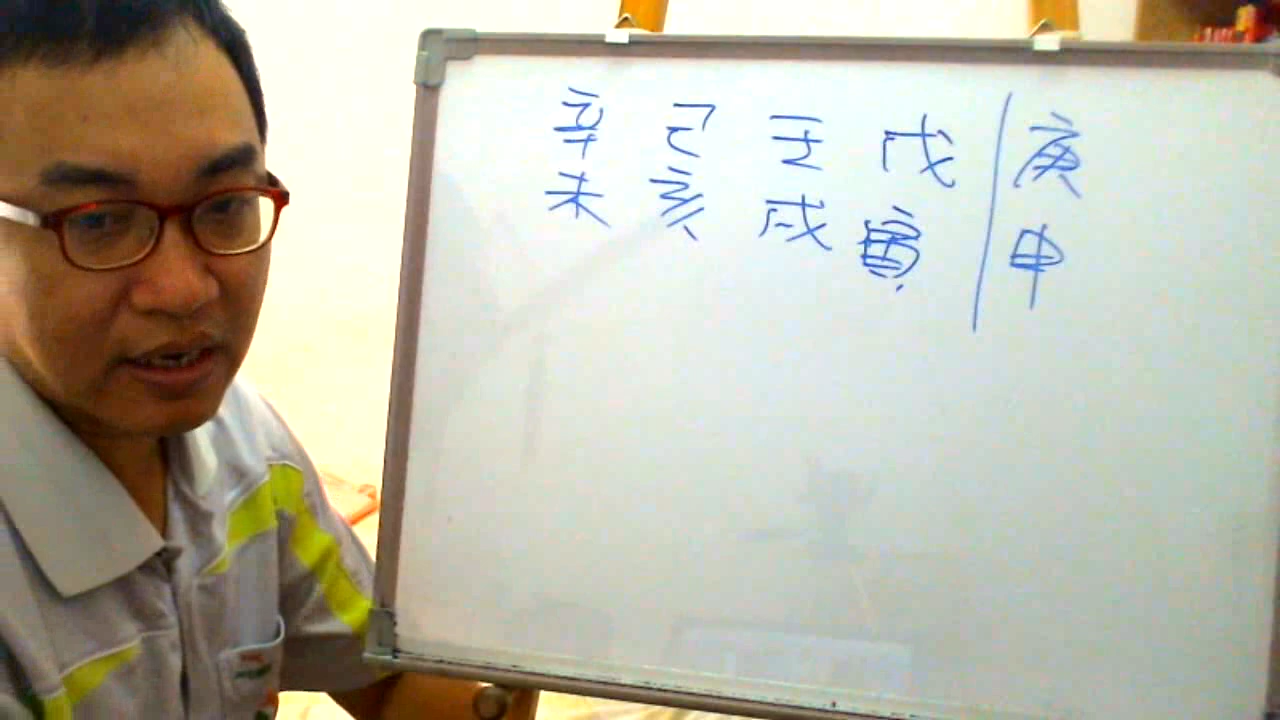 辛 己 壬 戊 庚
未 亥 戌 寅 申